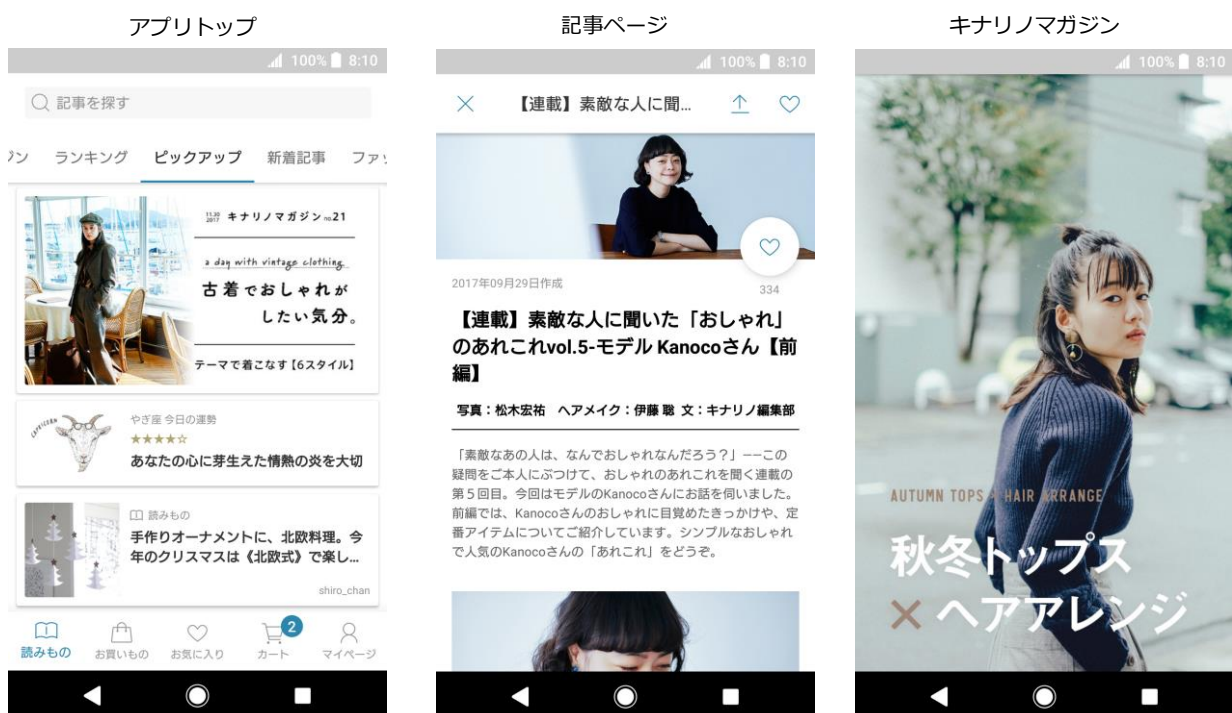 アプリトップ
100% 8:10
記事を探す
ジン ランキング ピックアップ 新着記事 ファッ
11.30 2017 キナリノマガジン no.21
a day with vintage clothing
古着でおしゃれが
したい気分。
テーマで着こなす【6スタイル】
CAPRICORN
やぎ座 今日の運勢
★★★★☆
あなたの心に芽生えた情熱の炎を大切
読みもの
手作りオーナメントに、北欧料理。今
年のクリスマスは《北欧式》で楽し...
shiro_chan
2
読みもの お買いもの お気に入り カート マイページ
記事ページ
100% 8:10
【連載】素敵な人に聞...
2017年09月29日作成
334
【連載】素敵な人に聞いた「おしゃれ」
のあれこれvol.5-モデル Kanocoさん【前
編】
写真：松木宏祐 ヘアメイク：伊藤 聡 文：キナリノ編集部
「素敵なあの人は、なんでおしゃれなんだろう？」――この
疑問をご本人にぶつけて、おしゃれのあれこれを聞く連載の
第５回目。今回はモデルのKanocoさんにお話を伺いました。
前編では、Kanocoさんのおしゃれに目覚めたきっかけや、定
番アイテムについてご紹介しています。シンプルなおしゃれ
で人気のKanocoさんの「あれこれ」をどうぞ。
キナリノマガジン
100% 8:10
AUTUMN TOPS × HAIR ARRANGE
秋冬トップス
× ヘアアレンジ